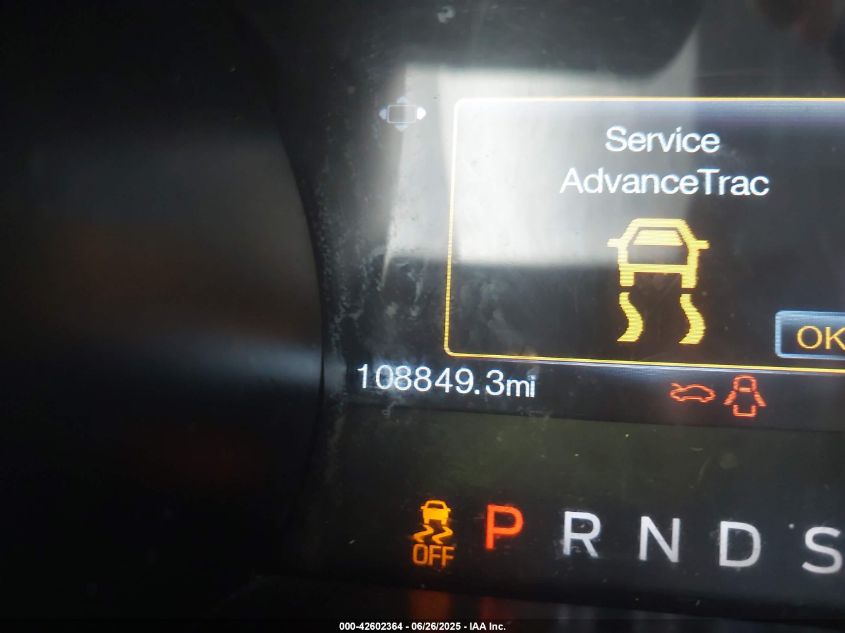 Service
AdvanceTrac
OK
108849.3mi
OFF P R N D S
000-42602364 - 06/26/2025 - IAA Inc.